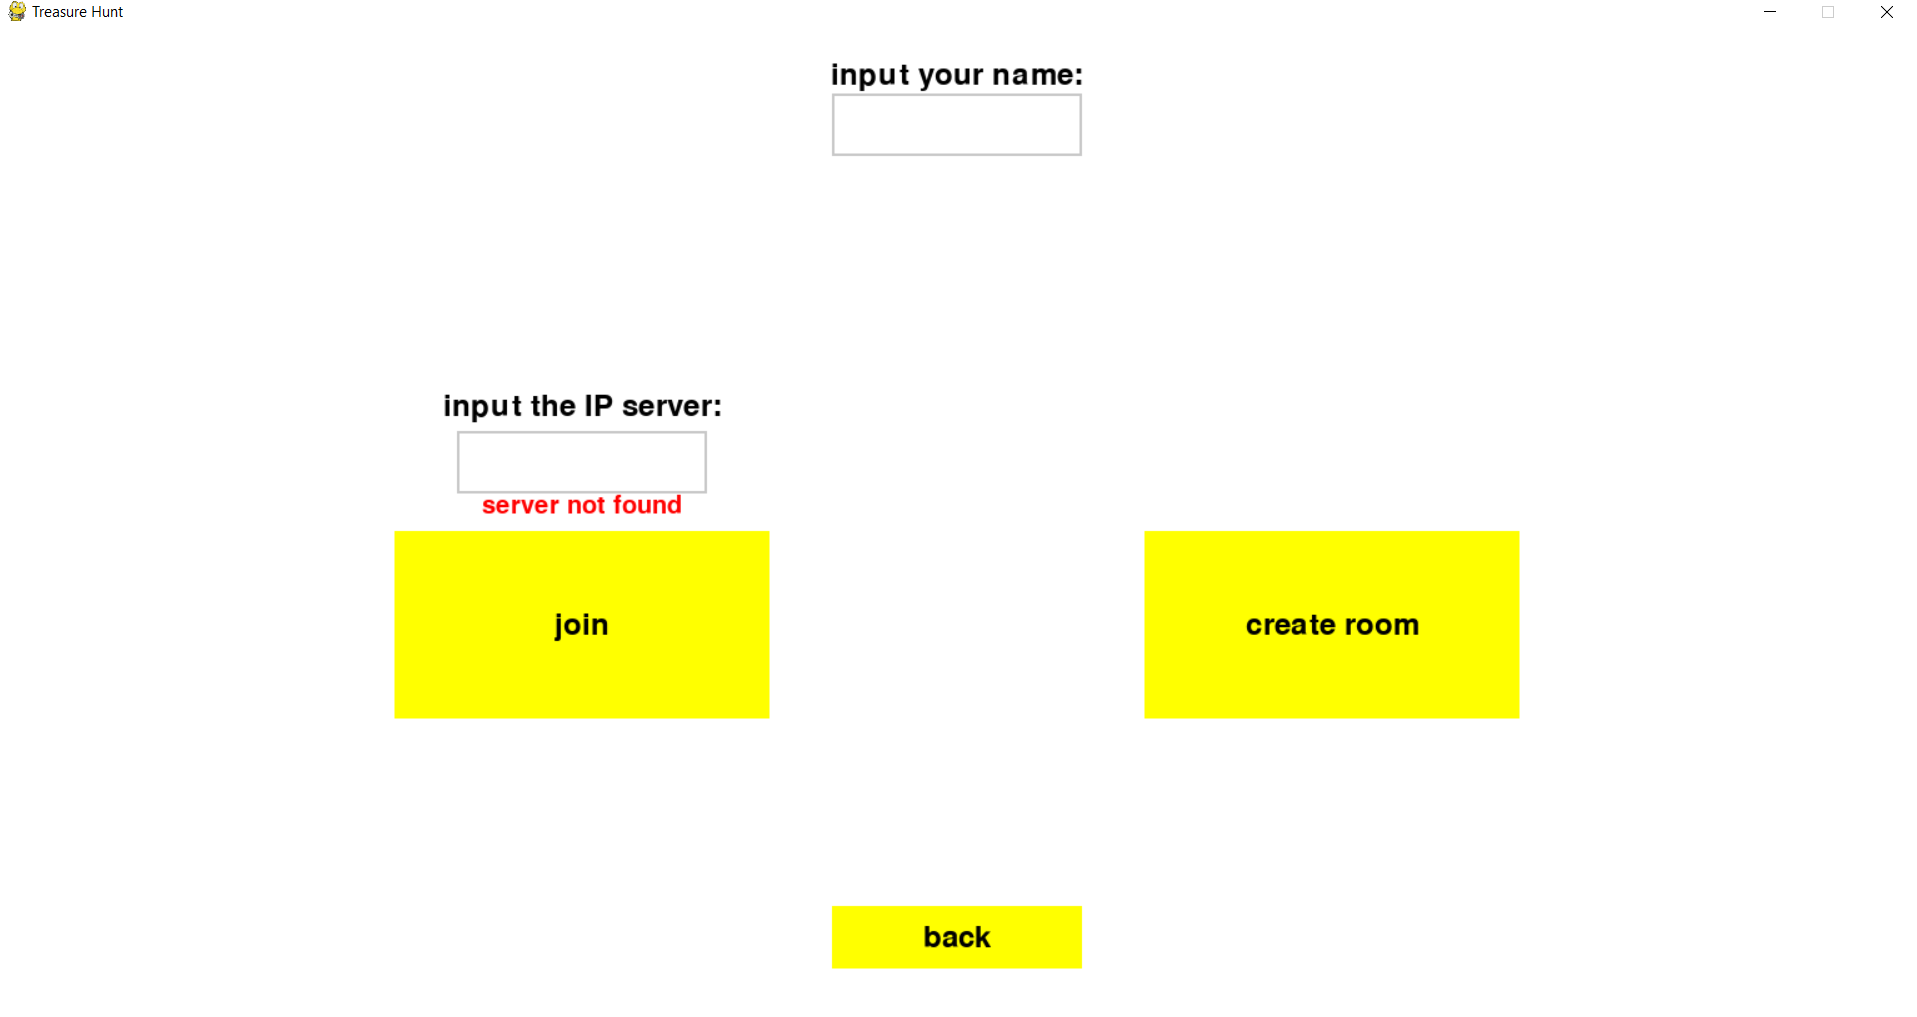 Treasure Hunt
input your name:
input the IP server:
server not found
join
create room
back